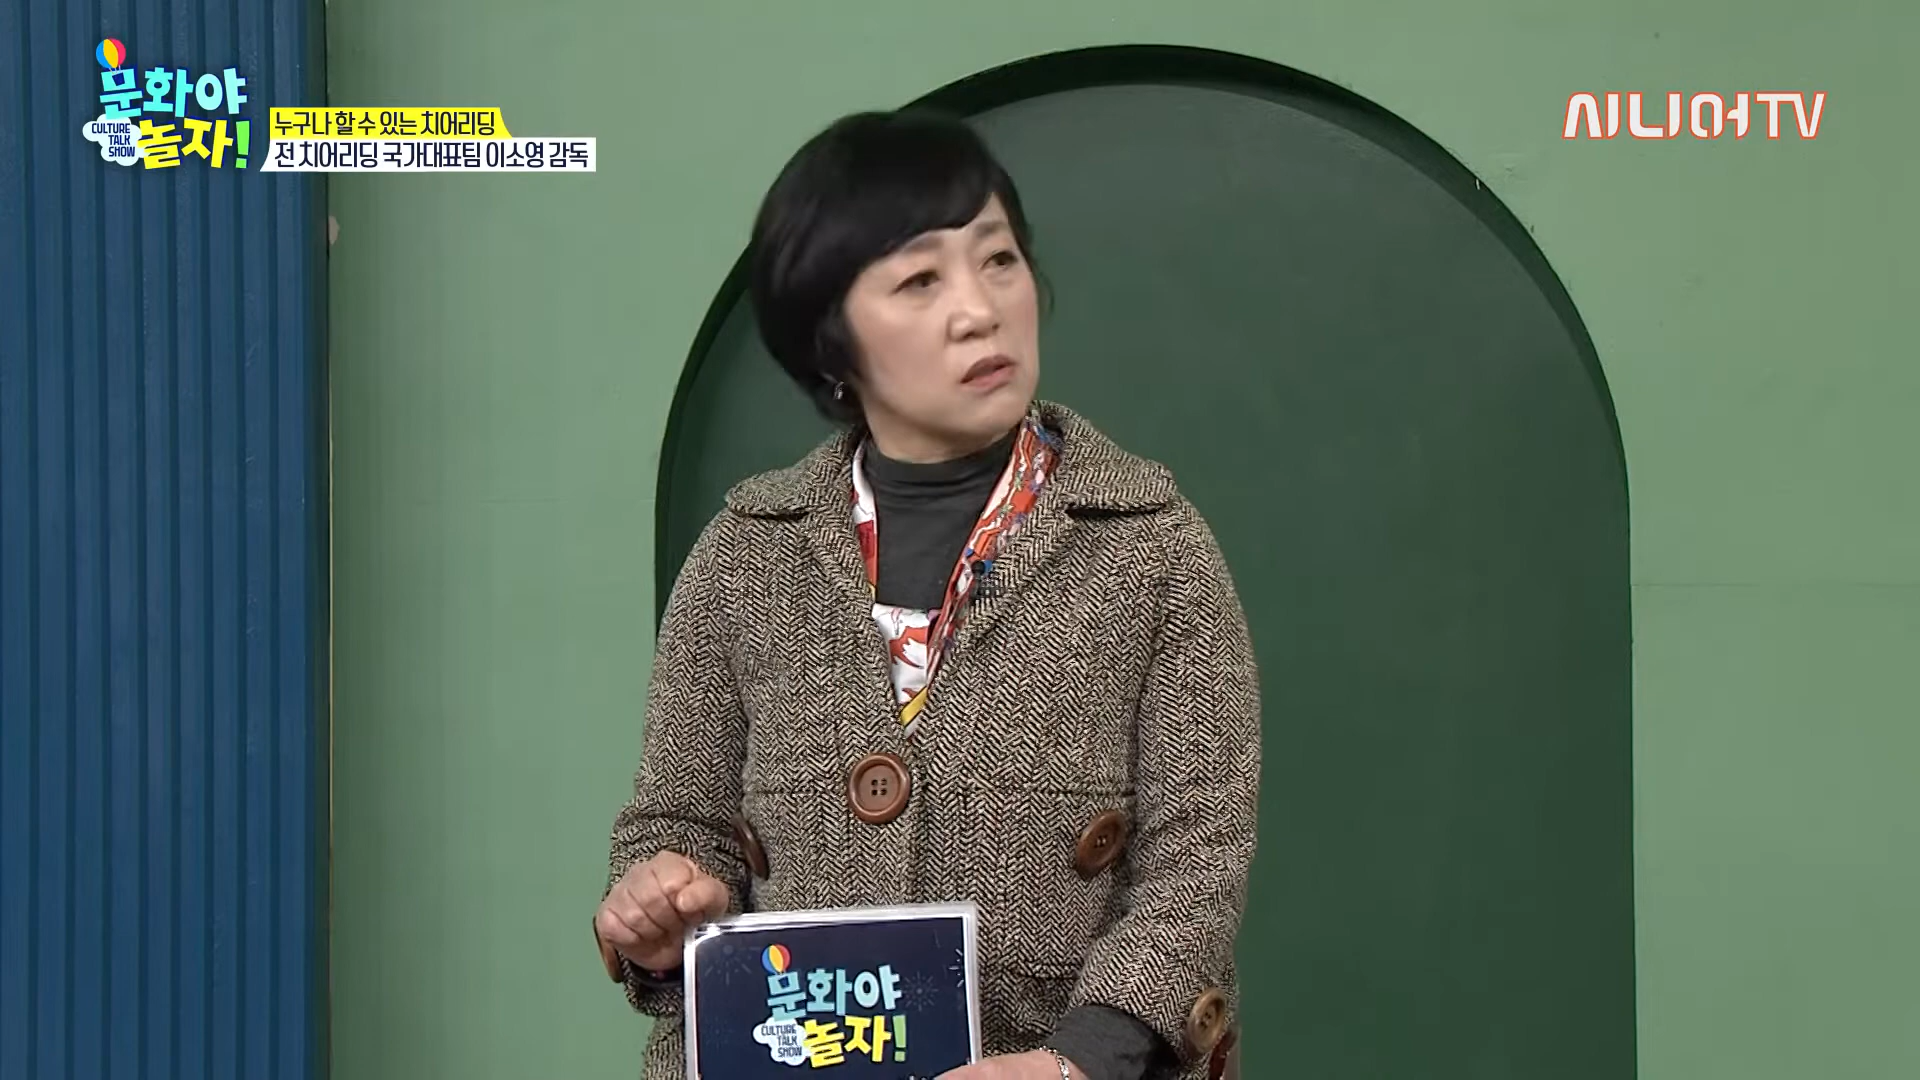 문화야
놀자!
CULTURE
TALK
SHOW
누구나 할 수 있는 치어리딩
전 치어리딩 국가대표팀 이소영 감독
시니어TV
문화야
놀자!
CULTURE
TALK
SHOW